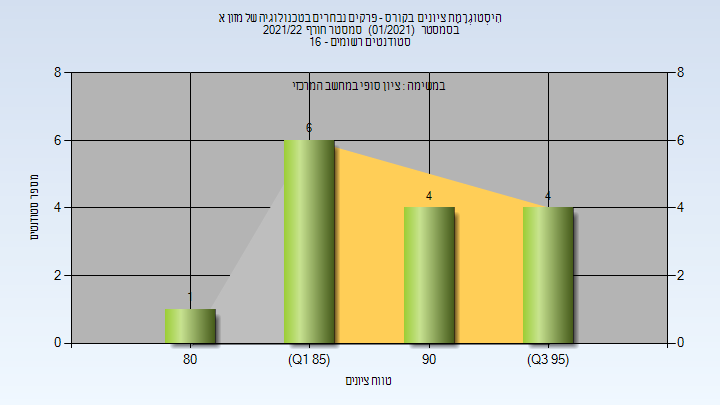 הִיסְטוֹגְרָמַת ציונים בקורס - פרקים נבחרים בטכנולוגיה של מזון א
בסמסטר (01/2021) סמסטר חורף 2021/22
סטודנטים רשומים - 16
במשימה : ציון סופי במחשב המרכזי
מספר סטודנטים
8
6
4
2
0
8
6
4
2
0
1
6
4
4
80
(Q1 85)
90
(Q3 95)
טווח ציונים